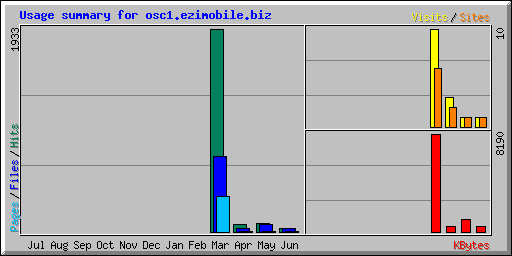 Usage summary for osc1.ezimobile.biz
Visits/Sites
1933
10
Pages/Files/Hits
8190
Jul Aug Sep Oct Nov Dec Jan Feb Mar Apr May Jun
KBytes